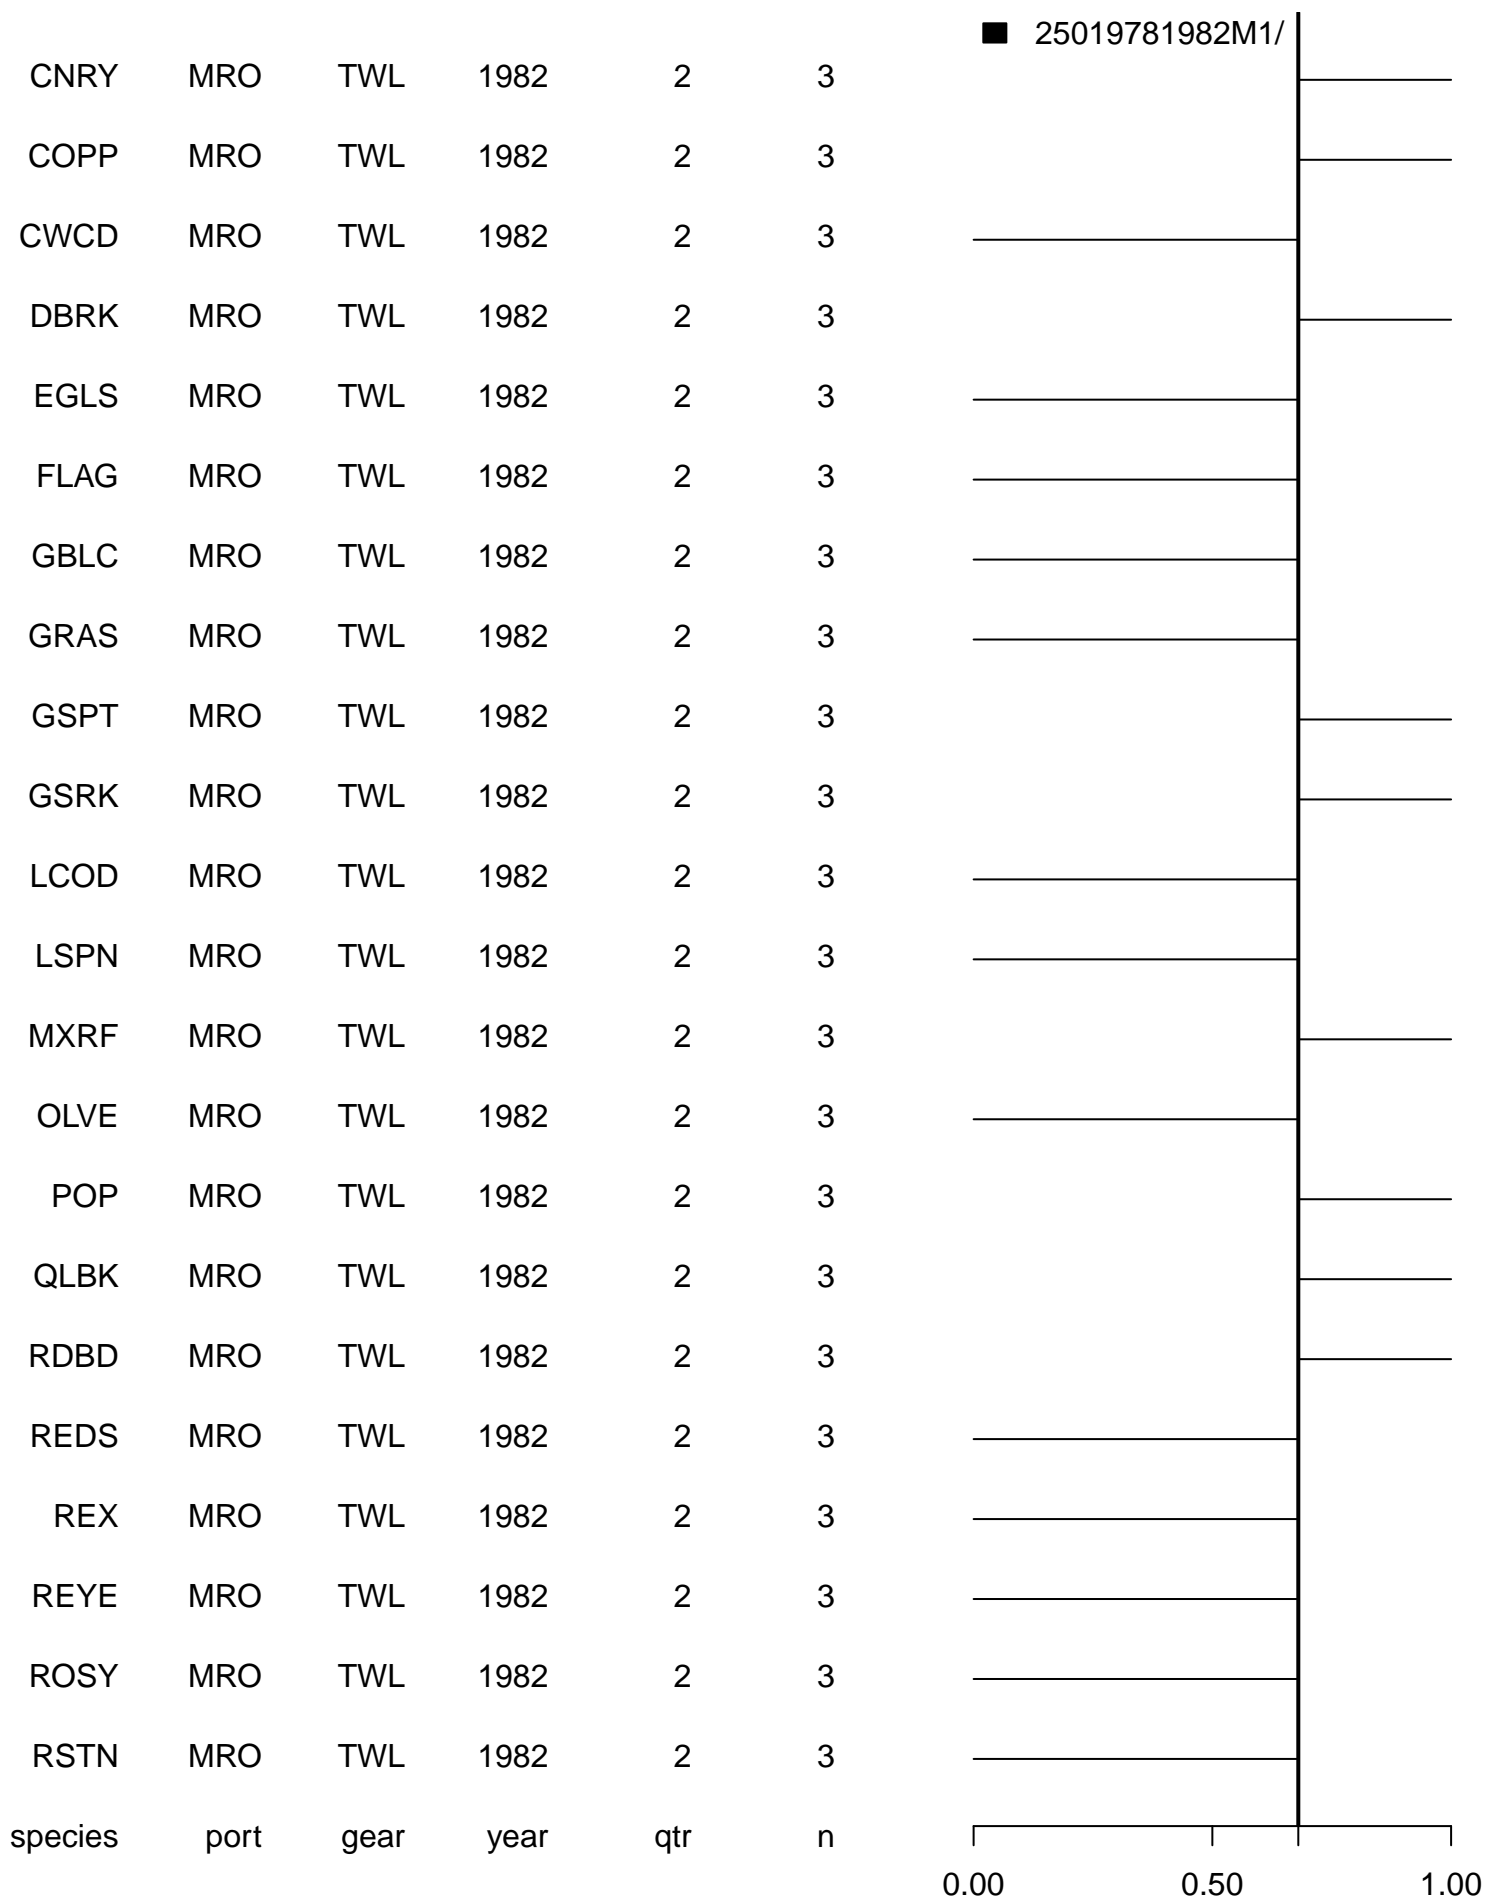 25019781982M1/
CNRY MRO TWL 1982 2 3
COPP MRO TWL 1982 2 3
CWCD MRO TWL 1982 2 3
DBRK MRO TWL 1982 2 3
EGLS MRO TWL 1982 2 3
FLAG MRO TWL 1982 2 3
GBLC MRO TWL 1982 2 3
GRAS MRO TWL 1982 2 3
GSPT MRO TWL 1982 2 3
GSRK MRO TWL 1982 2 3
LCOD MRO TWL 1982 2 3
LSPN MRO TWL 1982 2 3
MXRF MRO TWL 1982 2 3
OLVE MRO TWL 1982 2 3
POP MRO TWL 1982 2 3
QLBK MRO TWL 1982 2 3
RDBD MRO TWL 1982 2 3
REDS MRO TWL 1982 2 3
REX MRO TWL 1982 2 3
REYE MRO TWL 1982 2 3
ROSY MRO TWL 1982 2 3
RSTN MRO TWL 1982 2 3
species port gear year qtr n
0.00 0.50 1.00